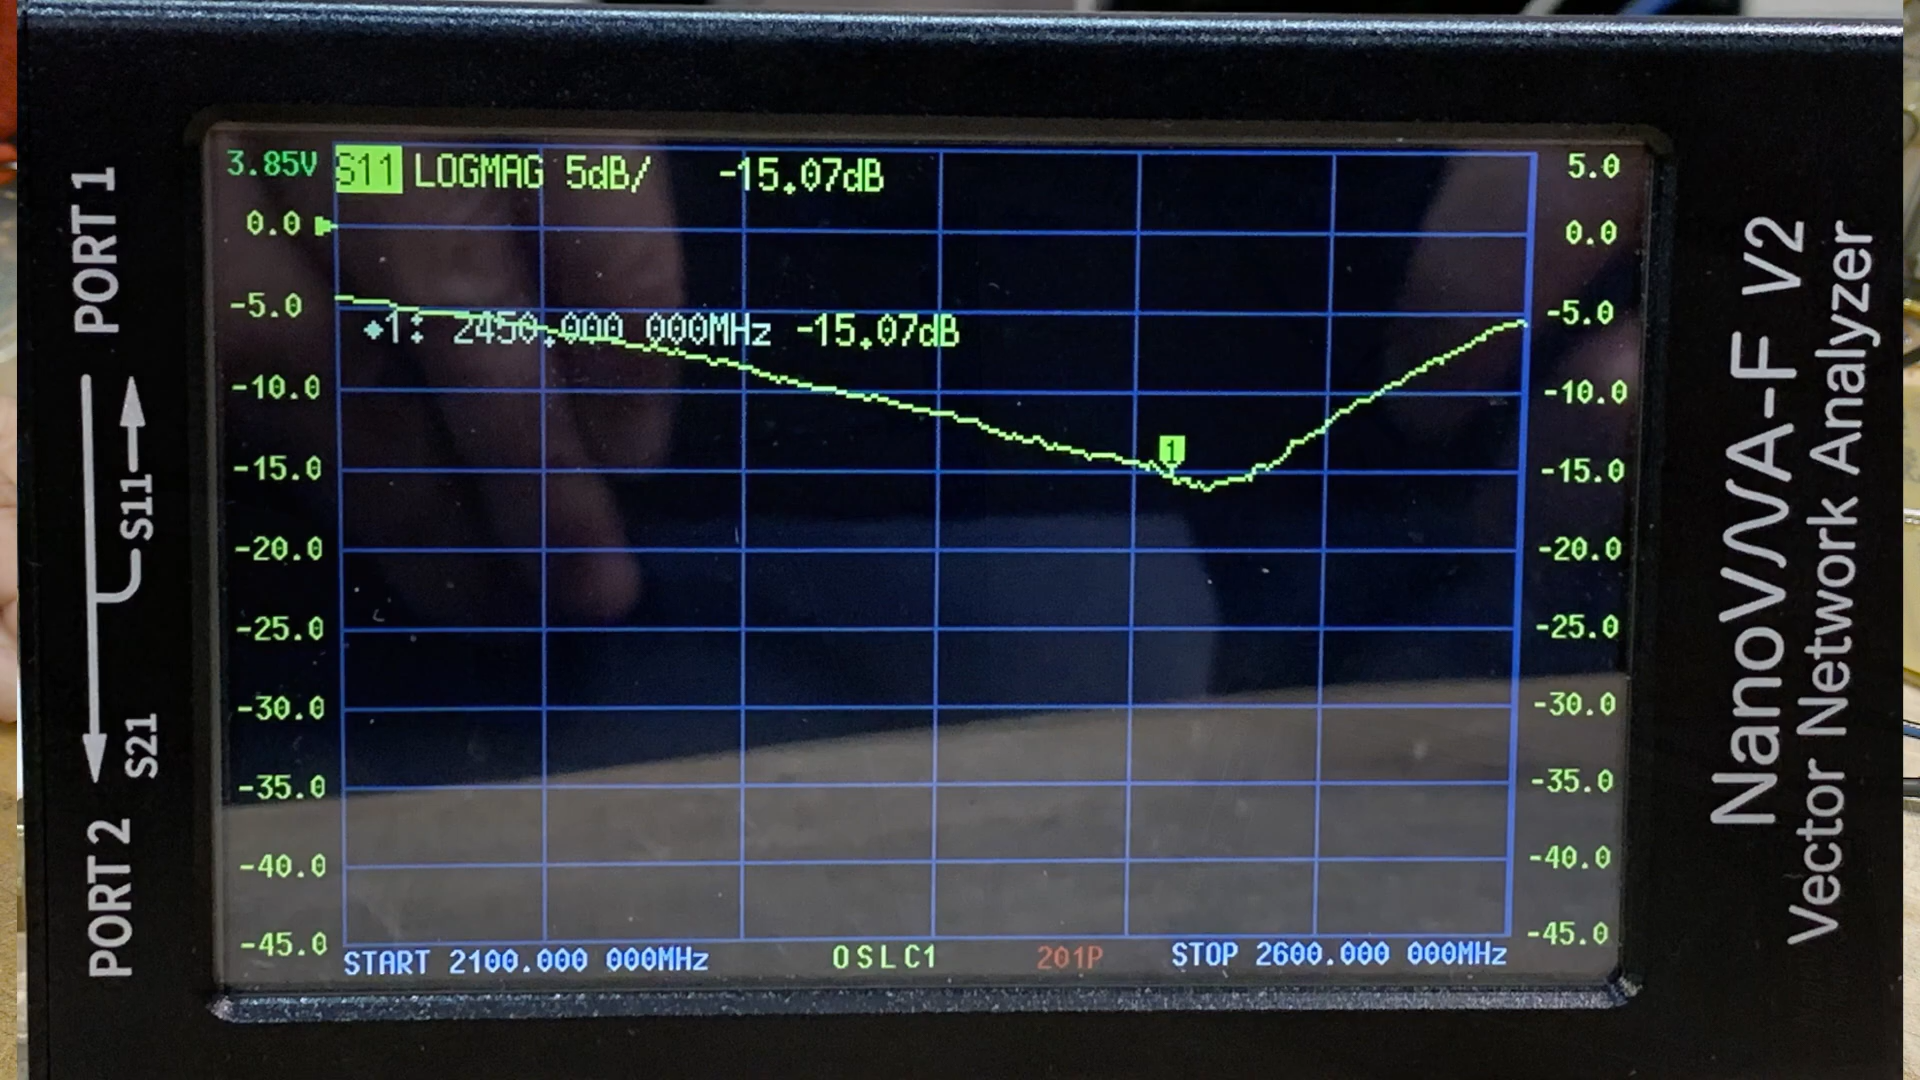 3.85V S11 LOGMAG 5dB/ -15.07dB 5.0
0.0 0.0
-5.0 -5.0
1: 2450.000 000MHz -15.07dB
-10.0 -10.0
1
-15.0 -15.0
-20.0 -20.0
-25.0 -25.0
-30.0 -30.0
-35.0 -35.0
-40.0 -40.0
-45.0 -45.0
START 2100.000 000MHz OSLC1 201P STOP 2600.000 000MHz
PORT 1
S11
S21
PORT 2
NanoVNA-F V2
Vector Network Analyzer